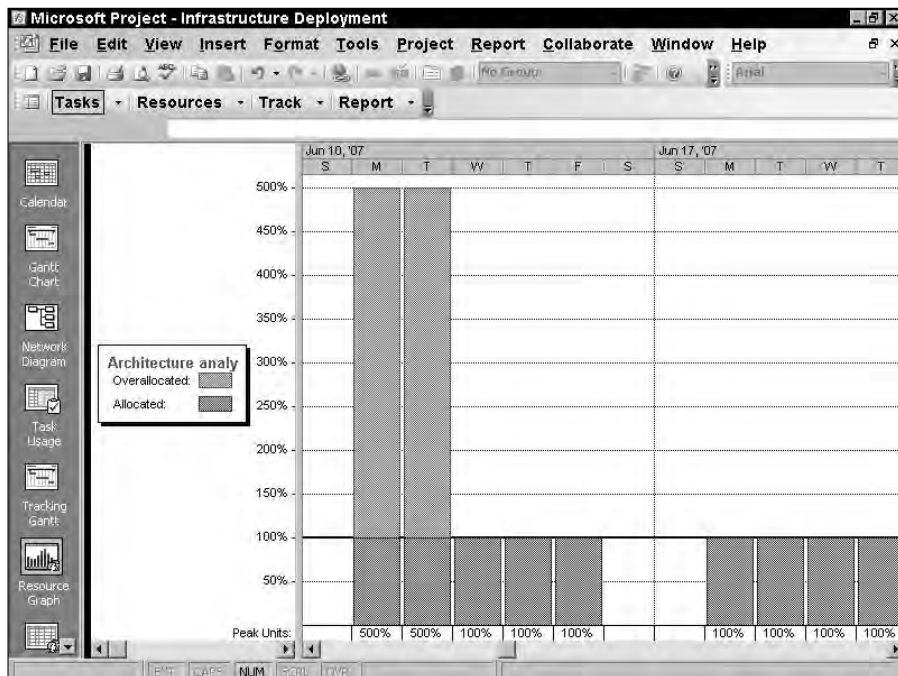 Microsoft Project - Infrastructure Deployment
File Edit View Insert Format Tools Project Report Collaborate Window Help
No Group Arial
Tasks Resources Track Report
Jun 10, '07 Jun 17, '07
S M T W T F S S M T W T
Calendar
Gantt
Chart
Network
Diagram
Task
Usage
Tracking
Gantt
Resource
Graph
Architecture analy
Overallocated:
Allocated:
500%
450%
400%
350%
300%
250%
200%
150%
100%
50%
Peak Units: 500% 500% 100% 100% 100% 100% 100% 100% 100%
EXT CAPS NUM SCRL OVR